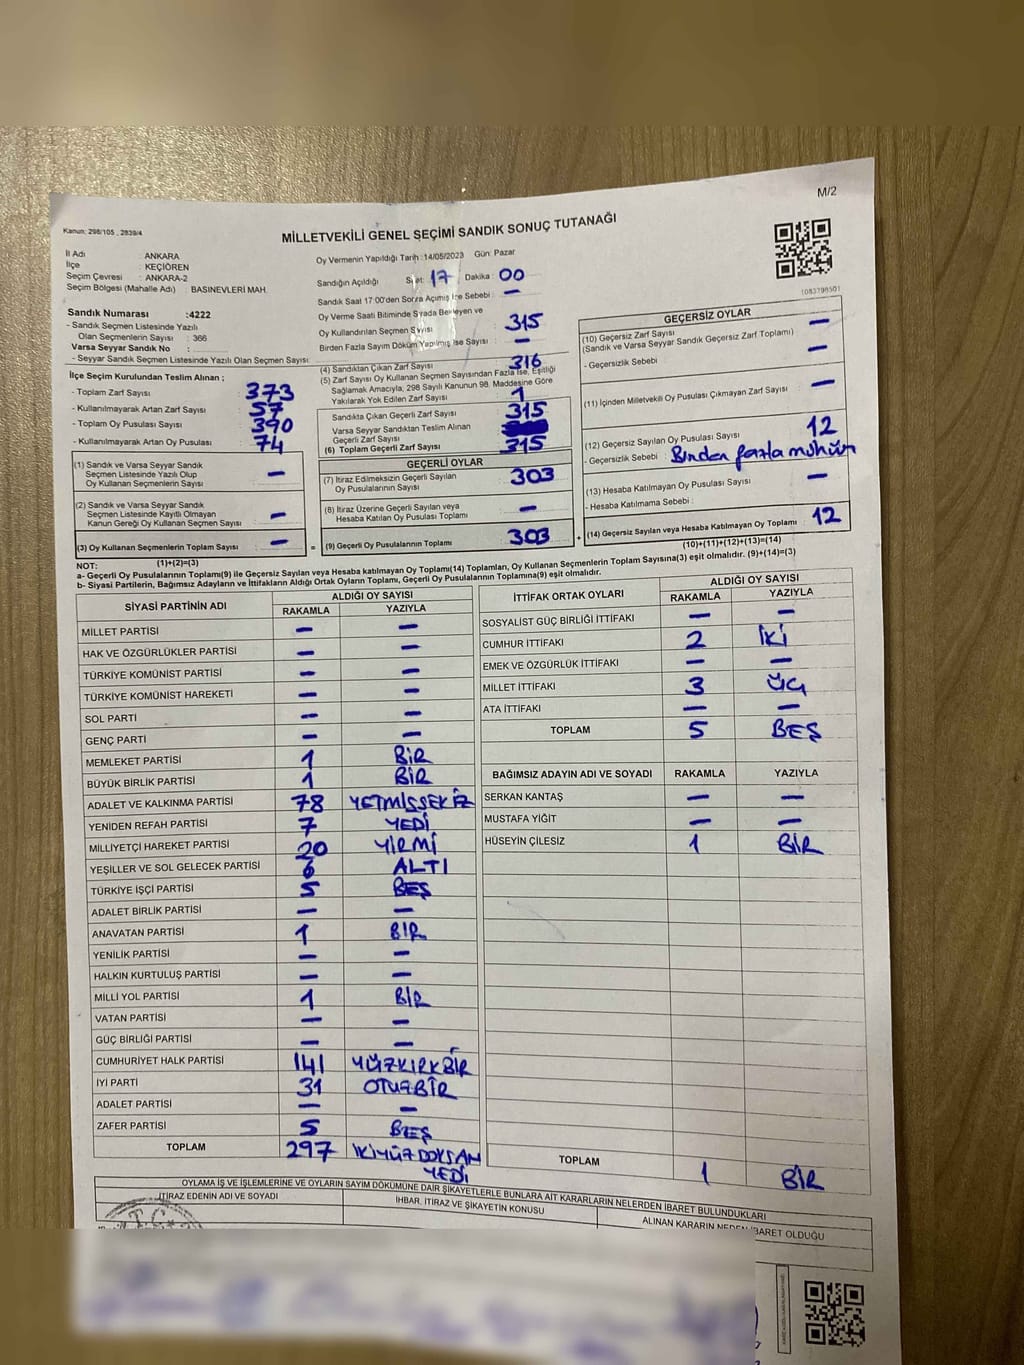 M/2
Kanun: 298/105 , 2839/4
MİLLETVEKİLİ GENEL SEÇİMİ SANDIK SONUÇ TUTANAĞI
İl Adı : ANKARA
İlçe : KEÇİÖREN
Seçim Çevresi : ANKARA-2
Seçim Bölgesi (Mahalle Adı) : BASINEVLERİ MAH.
Sandık Numarası :4222
- Sandık Seçmen Listesinde Yazılı
Olan Seçmenlerin Sayısı : 366
Varsa Seyyar Sandık No :
- Seyyar Sandık Seçmen Listesinde Yazılı Olan Seçmen Sayısı :
Oy Vermenin Yapıldığı Tarih :14/05/2023 Gün: Pazar
Sandığın Açıldığı Saat: 17 Dakika : 00
Sandık Saat 17:00'den Sonra Açılmış İse Sebebi : –
Oy Verme Saati Bitiminde Sırada Bekleyen ve
Oy Kullandırılan Seçmen Sayısı : 315
Birden Fazla Sayım Döküm Yapılmış İse Sayısı : –
1083798501
İlçe Seçim Kurulundan Teslim Alınan ;
- Toplam Zarf Sayısı : 373
- Kullanılmayarak Artan Zarf Sayısı : 57
- Toplam Oy Pusulası Sayısı : 390
- Kullanılmayarak Artan Oy Pusulası : 74
(1) Sandık ve Varsa Seyyar Sandık
Seçmen Listesinde Yazılı Olup
Oy Kullanan Seçmenlerin Sayısı –
(2) Sandık ve Varsa Seyyar Sandık
Seçmen Listesinde Kayıtlı Olmayan
Kanun Gereği Oy Kullanan Seçmen Sayısı –
(3) Oy Kullanan Seçmenlerin Toplam Sayısı –
(1)+(2)=(3)
(4) Sandıktan Çıkan Zarf Sayısı : 316
(5) Zarf Sayısı Oy Kullanan Seçmen Sayısından Fazla İse, Eşitliği
Sağlamak Amacıyla, 298 Sayılı Kanunun 98. Maddesine Göre
Yakılarak Yok Edilen Zarf Sayısı : 1
Sandıkta Çıkan Geçerli Zarf Sayısı 315
Varsa Seyyar Sandıktan Teslim Alınan
Geçerli Zarf Sayısı
(6) Toplam Geçerli Zarf Sayısı 315
GEÇERLİ OYLAR
(7) İtiraz Edilmeksizin Geçerli Sayılan
Oy Pusulalarının Sayısı 303
(8) İtiraz Üzerine Geçerli Sayılan veya
Hesaba Katılan Oy Pusulası Toplamı –
= (9) Geçerli Oy Pusulalarının Toplamı 303
GEÇERSİZ OYLAR
(10) Geçersiz Zarf Sayısı –
(Sandık ve Varsa Seyyar Sandık Geçersiz Zarf Toplamı)
- Geçersizlik Sebebi : –
(11) İçinden Milletvekili Oy Pusulası Çıkmayan Zarf Sayısı –
(12) Geçersiz Sayılan Oy Pusulası Sayısı 12
- Geçersizlik Sebebi : Birden fazla mühür
(13) Hesaba Katılmayan Oy Pusulası Sayısı –
- Hesaba Katılmama Sebebi :
+ (14) Geçersiz Sayılan veya Hesaba Katılmayan Oy Toplamı 12
(10)+(11)+(12)+(13)=(14)
NOT:
a- Geçerli Oy Pusulalarının Toplamı(9) ile Geçersiz Sayılan veya Hesaba katılmayan Oy Toplamı(14) Toplamları, Oy Kullanan Seçmenlerin Toplam Sayısına(3) eşit olmalıdır. (9)+(14)=(3)
b- Siyasi Partilerin, Bağımsız Adayların ve İttifakların Aldığı Ortak Oyların Toplamı, Geçerli Oy Pusulalarının Toplamına(9) eşit olmalıdır.
SİYASİ PARTİNİN ADI ALDIĞI OY SAYISI
RAKAMLA YAZIYLA
MİLLET PARTİSİ – –
HAK VE ÖZGÜRLÜKLER PARTİSİ – –
TÜRKİYE KOMÜNİST PARTİSİ – –
TÜRKİYE KOMÜNİST HAREKETİ – –
SOL PARTİ – –
GENÇ PARTİ – –
MEMLEKET PARTİSİ 1 BİR
BÜYÜK BİRLİK PARTİSİ 1 BİR
ADALET VE KALKINMA PARTİSİ 78 YETMİSSEKİZ
YENİDEN REFAH PARTİSİ 7 YEDİ
MİLLİYETÇİ HAREKET PARTİSİ 20 YİRMİ
YEŞİLLER VE SOL GELECEK PARTİSİ 6 ALTI
TÜRKİYE İŞÇİ PARTİSİ 5 BEŞ
ADALET BİRLİK PARTİSİ – –
ANAVATAN PARTİSİ 1 BİR
YENİLİK PARTİSİ – –
HALKIN KURTULUŞ PARTİSİ – –
MİLLİ YOL PARTİSİ 1 BİR
VATAN PARTİSİ – –
GÜÇ BİRLİĞİ PARTİSİ – –
CUMHURİYET HALK PARTİSİ 141 YÜZKIRKBİR
İYİ PARTİ 31 OTUZBİR
ADALET PARTİSİ – –
ZAFER PARTİSİ 5 BEŞ
TOPLAM 297 İKİYÜZDOKSAN
YEDİ
İTTİFAK ORTAK OYLARI ALDIĞI OY SAYISI
RAKAMLA YAZIYLA
SOSYALİST GÜÇ BİRLİĞİ İTTİFAKI – –
CUMHUR İTTİFAKI 2 İKİ
EMEK VE ÖZGÜRLÜK İTTİFAKI – –
MİLLET İTTİFAKI 3 ÜÇ
ATA İTTİFAKI – –
TOPLAM 5 BEŞ
BAĞIMSIZ ADAYIN ADI VE SOYADI RAKAMLA YAZIYLA
SERKAN KANTAŞ – –
MUSTAFA YİĞİT – –
HÜSEYİN ÇİLESİZ 1 BİR
TOPLAM 1 BİR
OYLAMA İŞ VE İŞLEMLERİNE VE OYLARIN SAYIM DÖKÜMÜNE DAİR ŞİKAYETLERLE BUNLARA AİT KARARLARIN NELERDEN İBARET BULUNDUKLARI
İTİRAZ EDENİN ADI VE SOYADI
İHBAR, İTİRAZ VE ŞİKAYETİN KONUSU
ALINAN KARARIN NEDEN İBARET OLDUĞU
T.C.